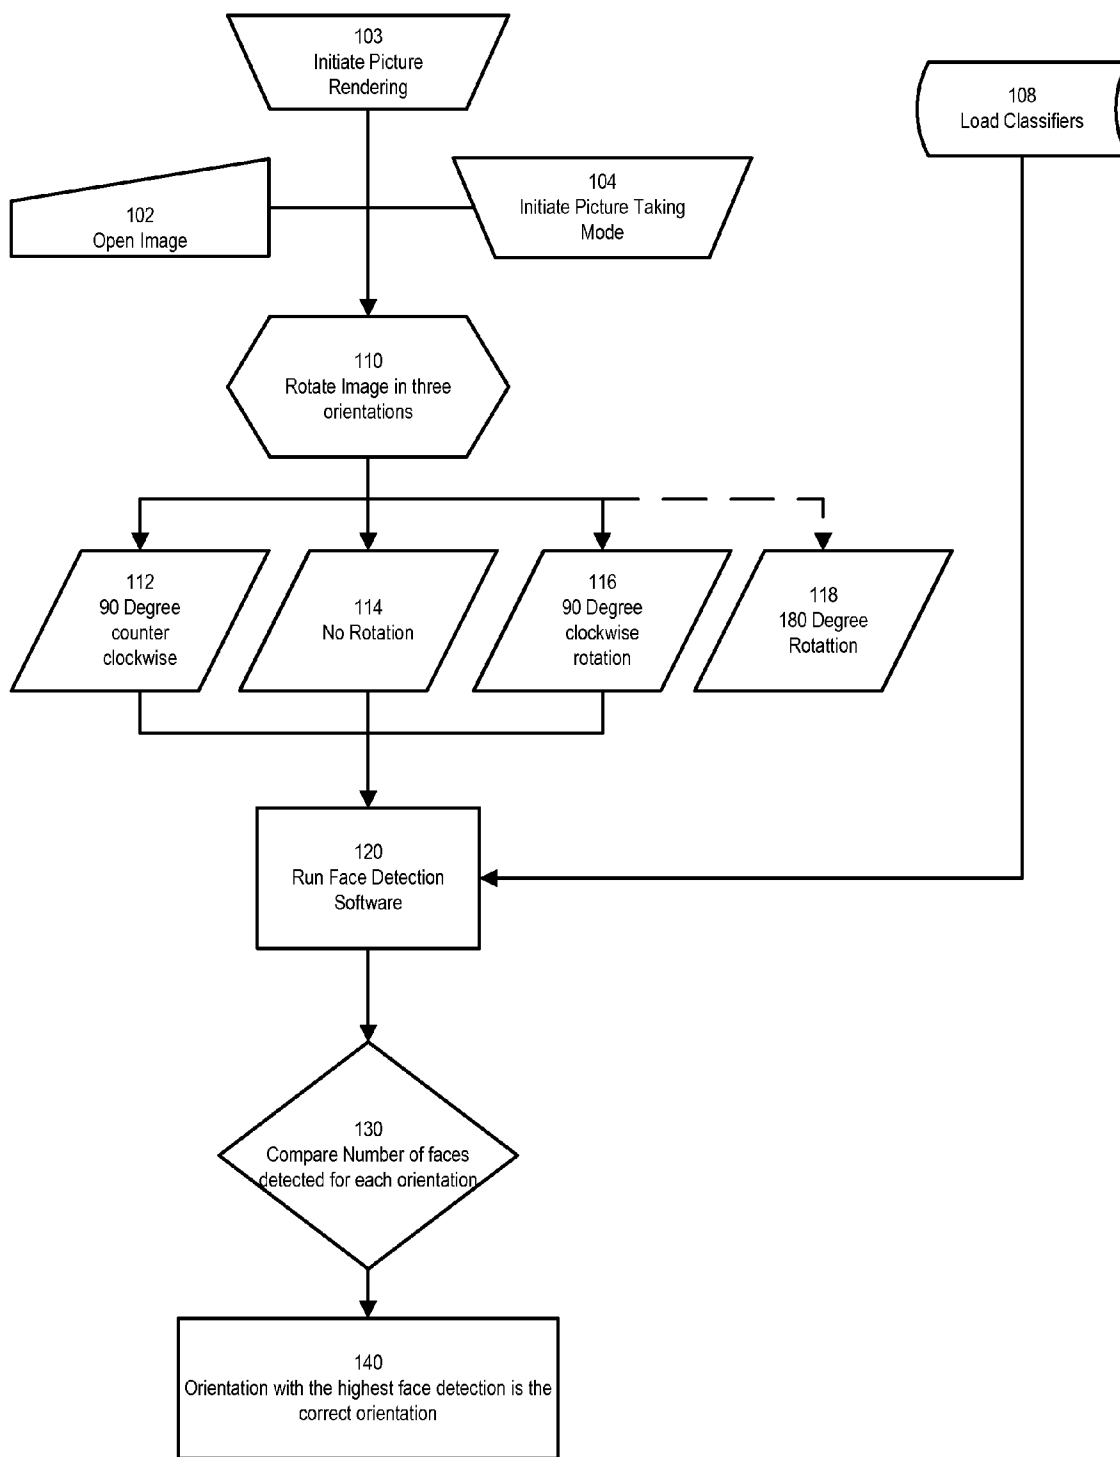 103
Initiate Picture
Rendering
108
Load Classifiers
102
Open Image
104
Initiate Picture Taking
Mode
110
Rotate Image in three
orientations
112
90 Degree
counter
clockwise
114
No Rotation
116
90 Degree
clockwise
rotation
118
180 Degree
Rotattion
120
Run Face Detection
Software
130
Compare Number of faces
detected for each orientation
140
Orientation with the highest face detection is the
correct orientation